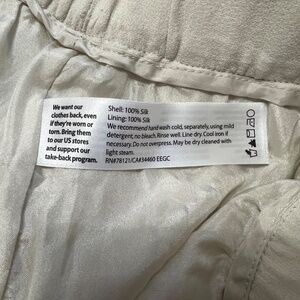 We want our
clothes back, even
if they're worn or
torn. Bring them
to our US stores
and support our
take-back program.
Shell: 100% Silk
Lining: 100% Silk
We recommend hand wash cold, separately, using mild
detergent, no bleach. Rinse well. Line dry. Cool iron if
necessary. Do not overpress. May be dry cleaned with
light steam.
RN#78121/CA#34460 EEGC